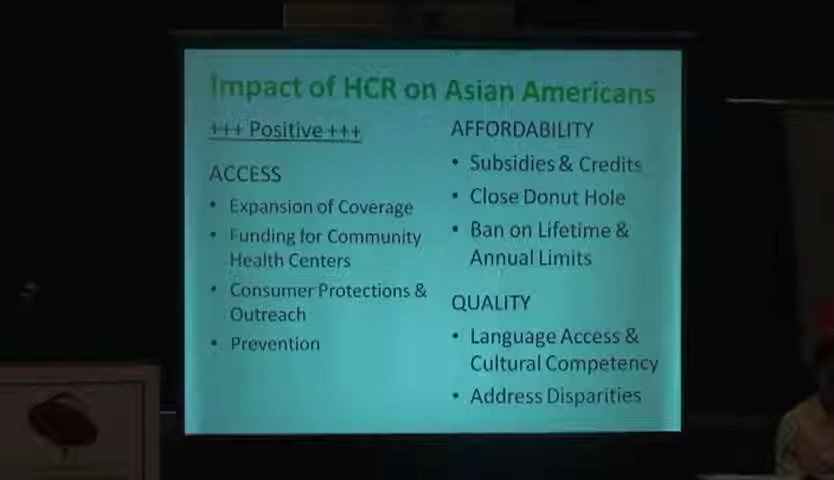 Impact of HCR on Asian Americans
+++ Positive +++
ACCESS
• Expansion of Coverage
• Funding for Community
Health Centers
• Consumer Protections &
Outreach
• Prevention
AFFORDABILITY
• Subsidies & Credits
• Close Donut Hole
• Ban on Lifetime &
Annual Limits
QUALITY
• Language Access &
Cultural Competency
• Address Disparities